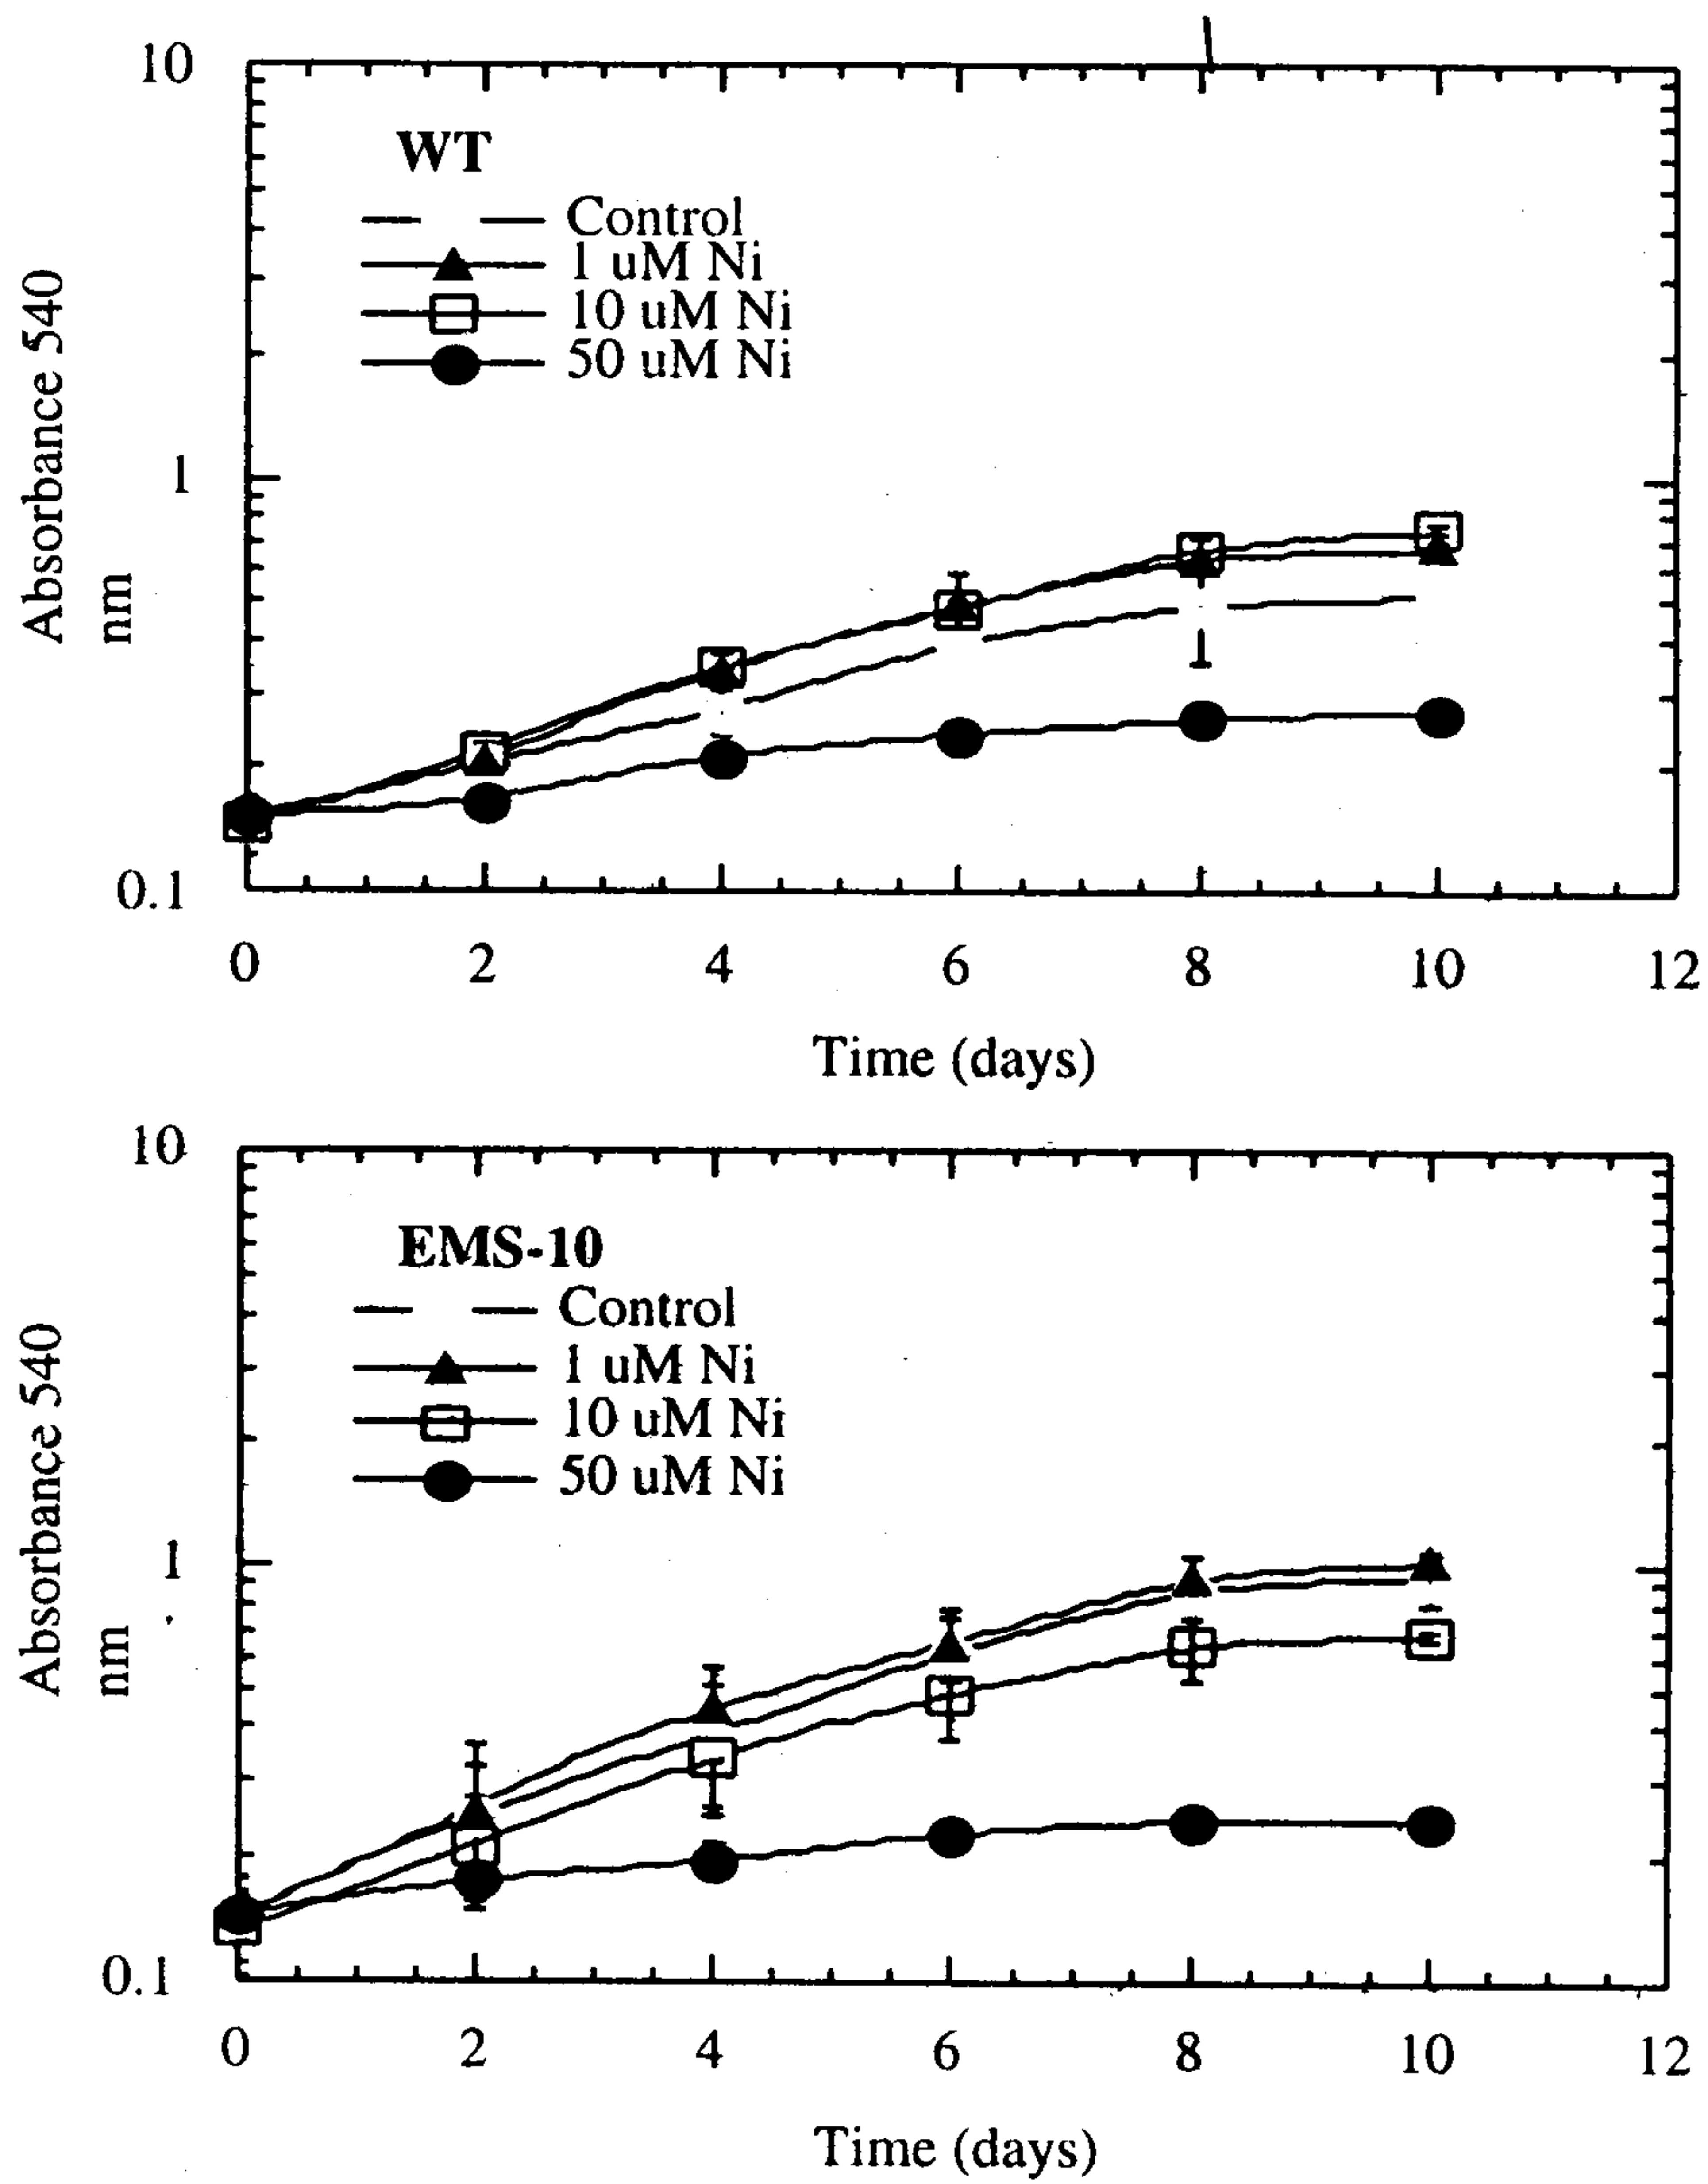 10
WT
Control
1 uM Ni
10 uM Ni
50 uM Ni
Absorbance 540
nm
1
0.1
0 2 4 6 8 10 12
Time (days)
10
EMS-10
Control
1 uM Ni
10 uM Ni
50 uM Ni
Absorbance 540
nm
1
0.1
0 2 4 6 8 10 12
Time (days)